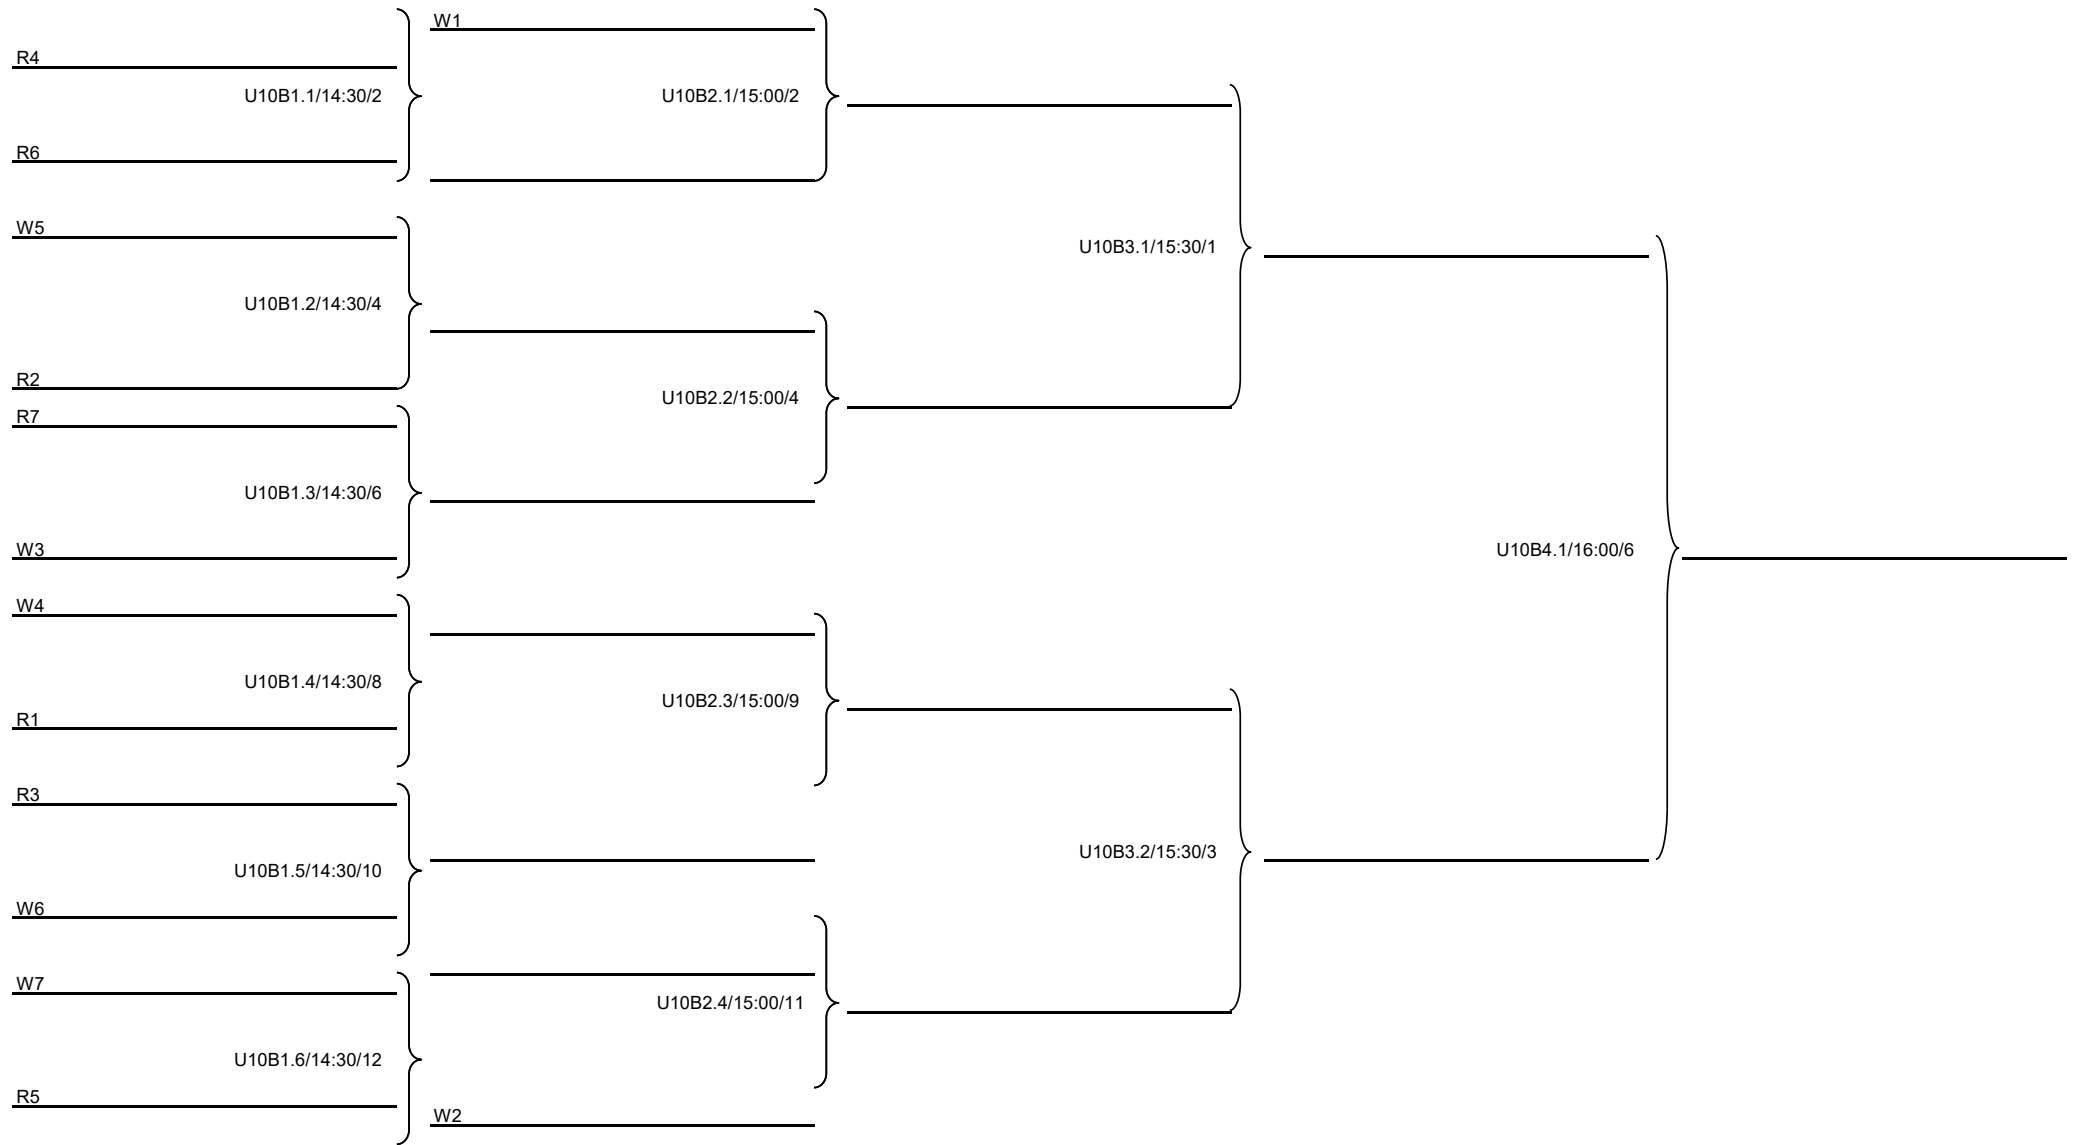 R4
U10B1.1/14:30/2
R6
W5
U10B1.2/14:30/4
R2
R7
U10B1.3/14:30/6
W3
W4
U10B1.4/14:30/8
R1
R3
U10B1.5/14:30/10
W6
W7
U10B1.6/14:30/12
R5
W1
U10B2.1/15:00/2
U10B2.2/15:00/4
U10B2.3/15:00/9
U10B2.4/15:00/11
W2
U10B3.1/15:30/1
U10B3.2/15:30/3
U10B4.1/16:00/6